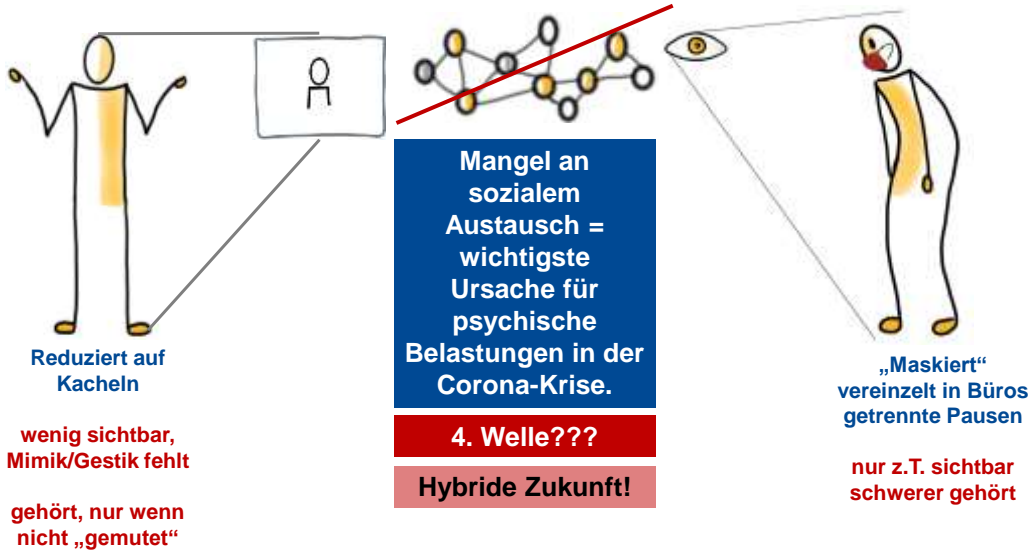 Reduziert auf
Kacheln
wenig sichtbar,
Mimik/Gestik fehlt
gehört, nur wenn
nicht „gemutet“
Mangel an
sozialem
Austausch =
wichtigste
Ursache für
psychische
Belastungen in der
Corona-Krise.
4. Welle???
Hybride Zukunft!
„Maskiert“
vereinzelt in Büros
getrennte Pausen
nur z.T. sichtbar
schwerer gehört